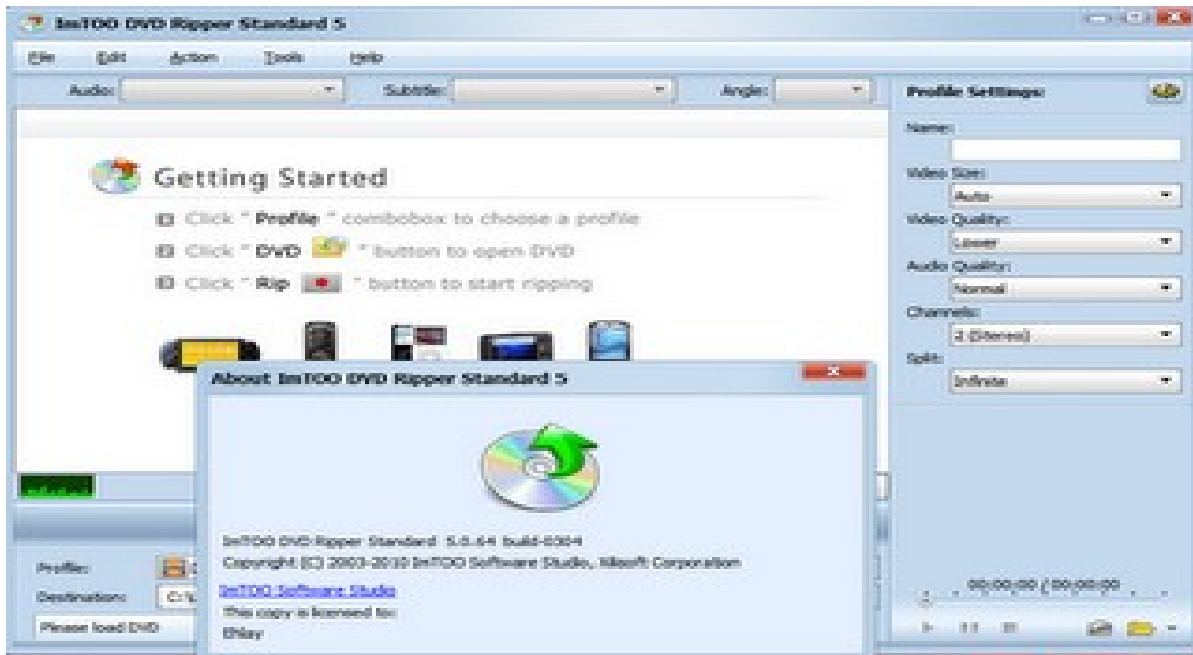 ImTOO DVD Ripper Standard 5
File Edit Action Tools Help
Audio: Subtitle: Angle:
Profile Settings:
Name:
Video Size:
Auto
Video Quality:
Lower
Audio Quality:
Normal
Channels:
2 (Stereo)
Split:
Infinite
Getting Started
Click " Profile " combobox to choose a profile
Click " DVD " button to open DVD
Click " Rip " button to start ripping
About ImTOO DVD Ripper Standard 5
ImTOO DVD Ripper Standard 5.0.64 build-0304
Copyright (C) 2003-2010 ImTOO Software Studio, Xilisoft Corporation
ImTOO Software Studio
This copy is licensed to:
Profile:
Destination: C:\
Please load DVD
00:00:00 / 00:00:00